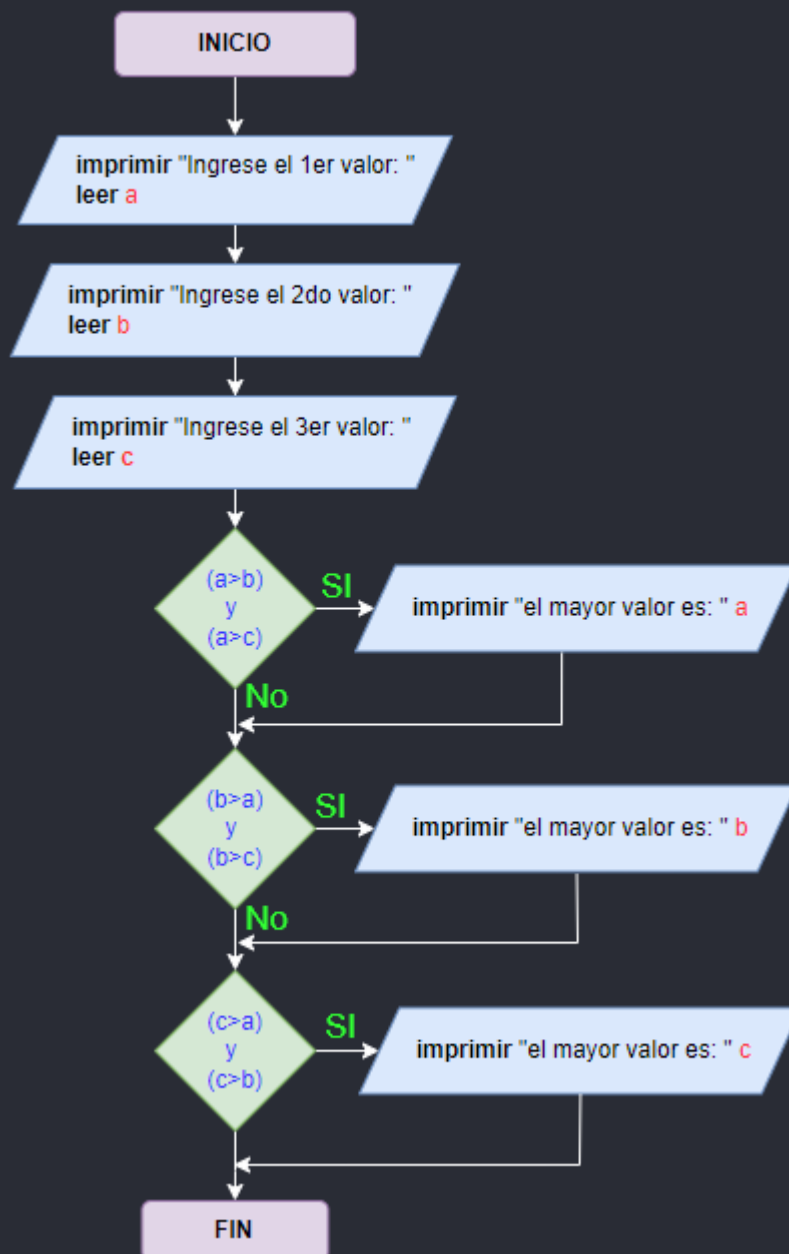 INICIO
imprimir "Ingrese el 1er valor: "
leer a
imprimir "Ingrese el 2do valor: "
leer b
imprimir "Ingrese el 3er valor: "
leer c
(a>b)
y
(a>c)
SI
imprimir "el mayor valor es: " a
No
(b>a)
y
(b>c)
SI
imprimir "el mayor valor es: " b
No
(c>a)
y
(c>b)
SI
imprimir "el mayor valor es: " c
FIN